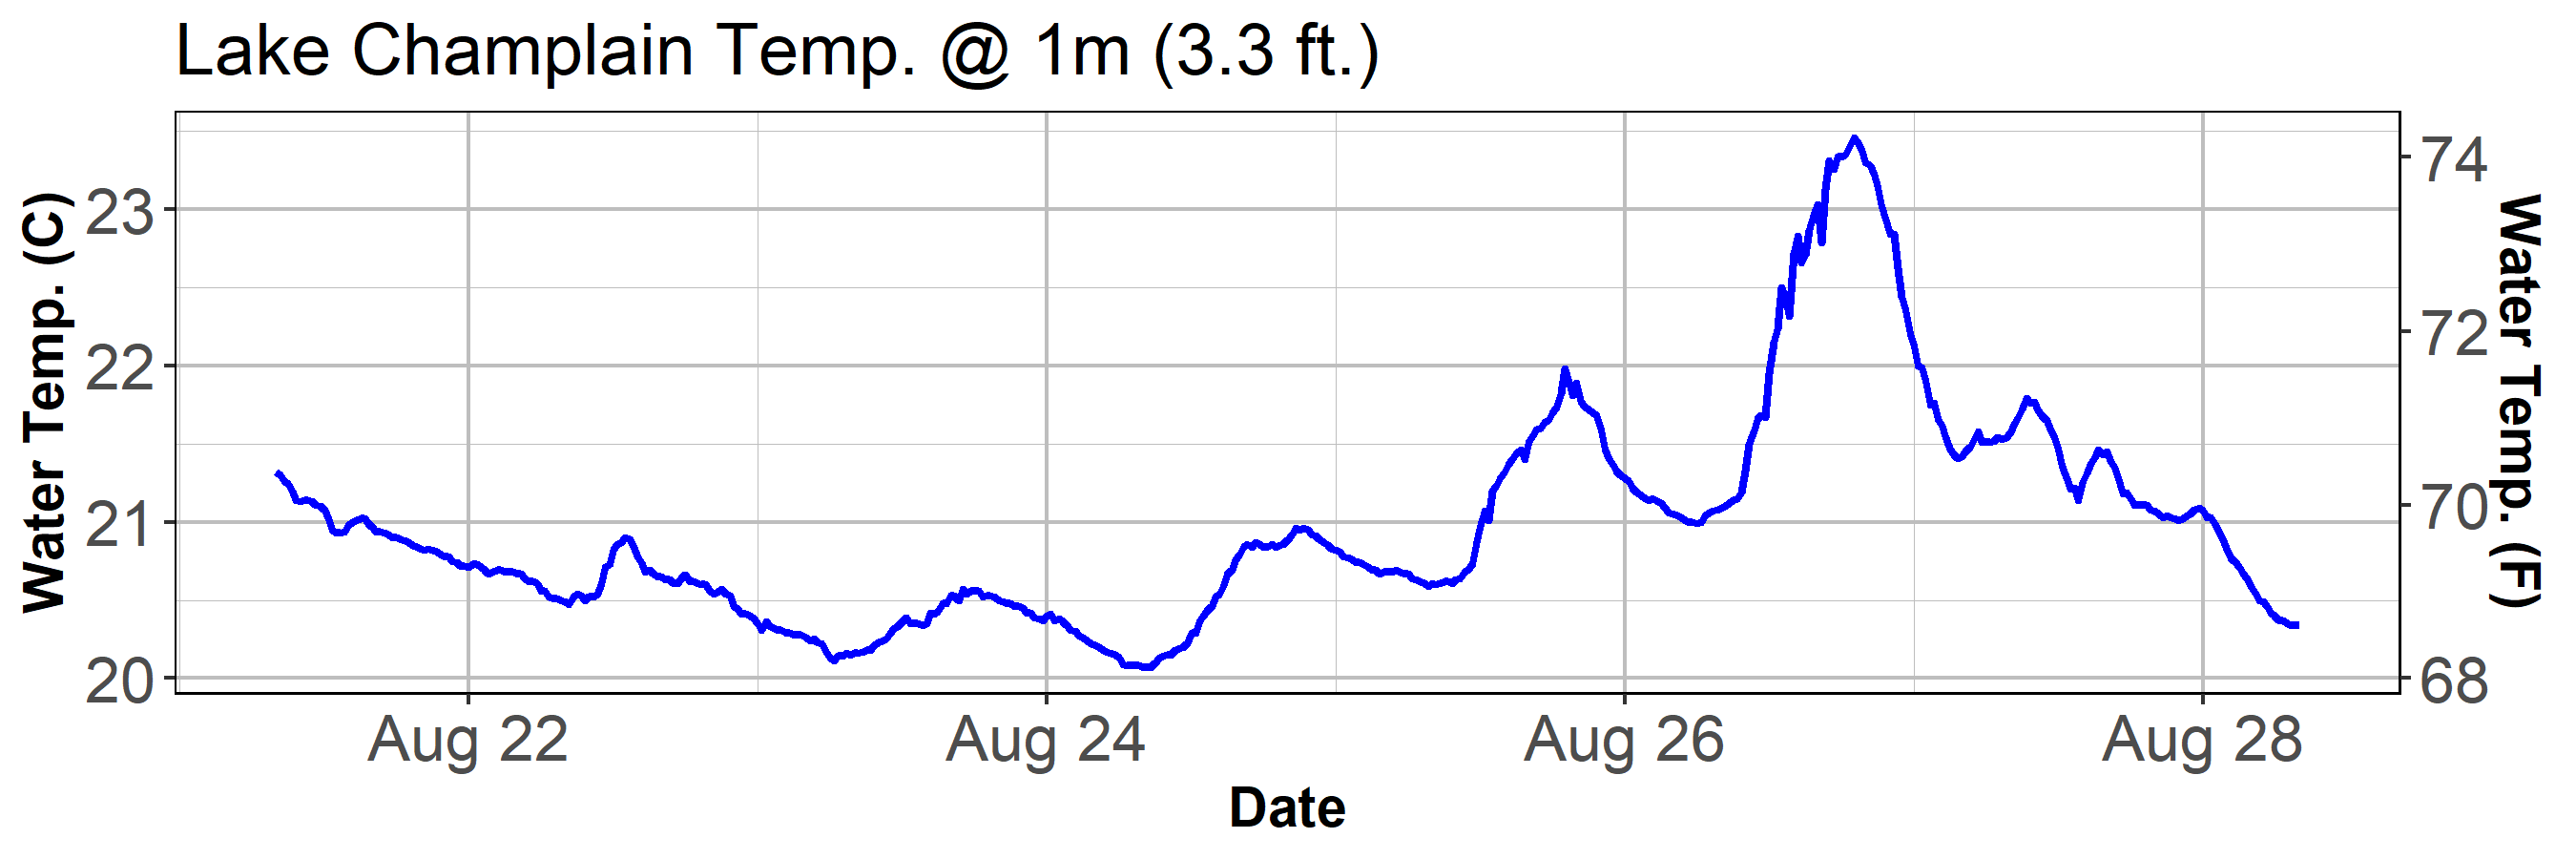 Lake Champlain Temp. @ 1m (3.3 ft.)
Water Temp. (C)
23
22
21
20
74
72
70
68
Water Temp. (F)
Aug 22
Aug 24
Aug 26
Aug 28
Date